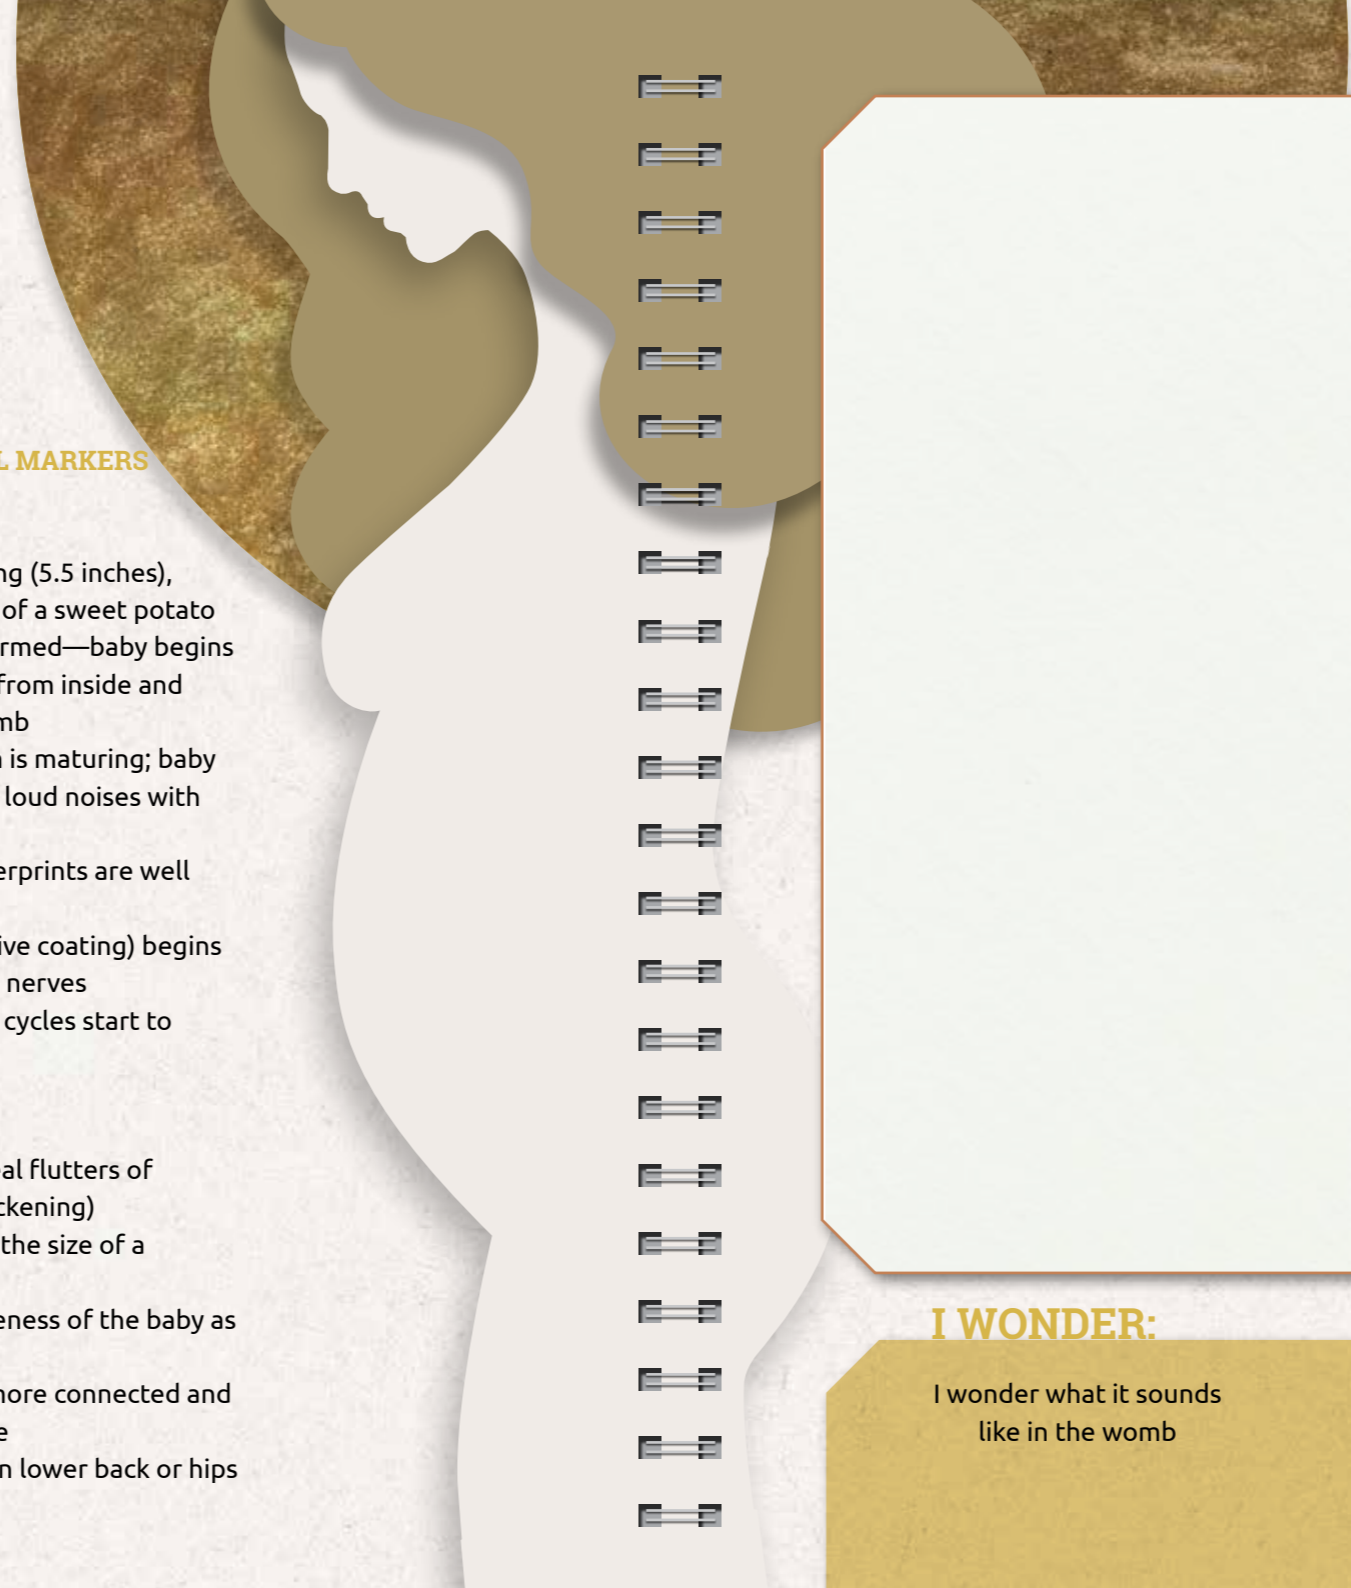 L MARKERS
ng (5.5 inches),
of a sweet potato
rmed—baby begins
from inside and
mb
n is maturing; baby
loud noises with
erprints are well
ive coating) begins
nerves
cycles start to
al flutters of
ckening)
the size of a
eness of the baby as
more connected and
e
n lower back or hips
I WONDER:
I wonder what it sounds
like in the womb